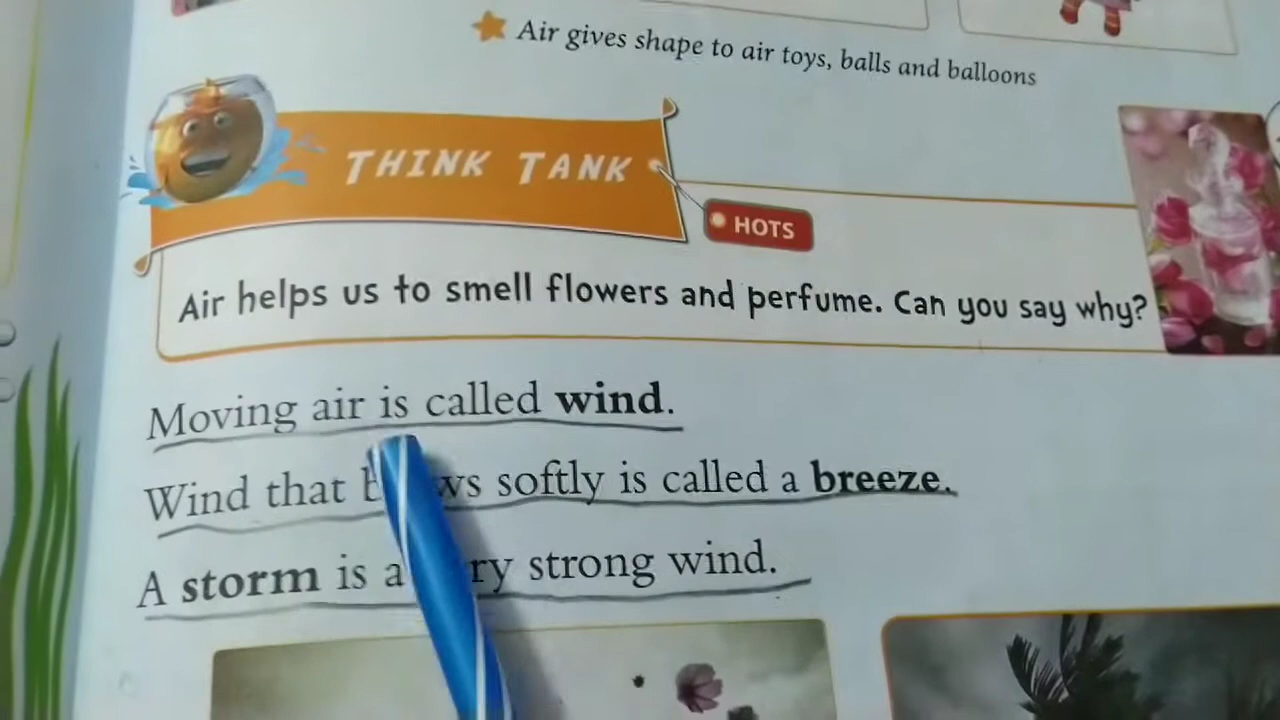 Air gives shape to air toys, balls and balloons
THINK TANK
HOTS
Air helps us to smell flowers and perfume. Can you say why?
Moving air is called wind.
Wind that softly is called a breeze.
A storm is a strong wind.